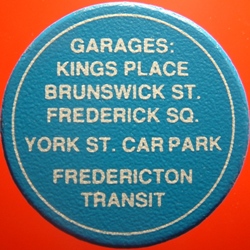 GARAGES:
KINGS PLACE
BRUNSWICK ST.
FREDERICK SQ.
YORK ST. CAR PARK
FREDERICTON
TRANSIT